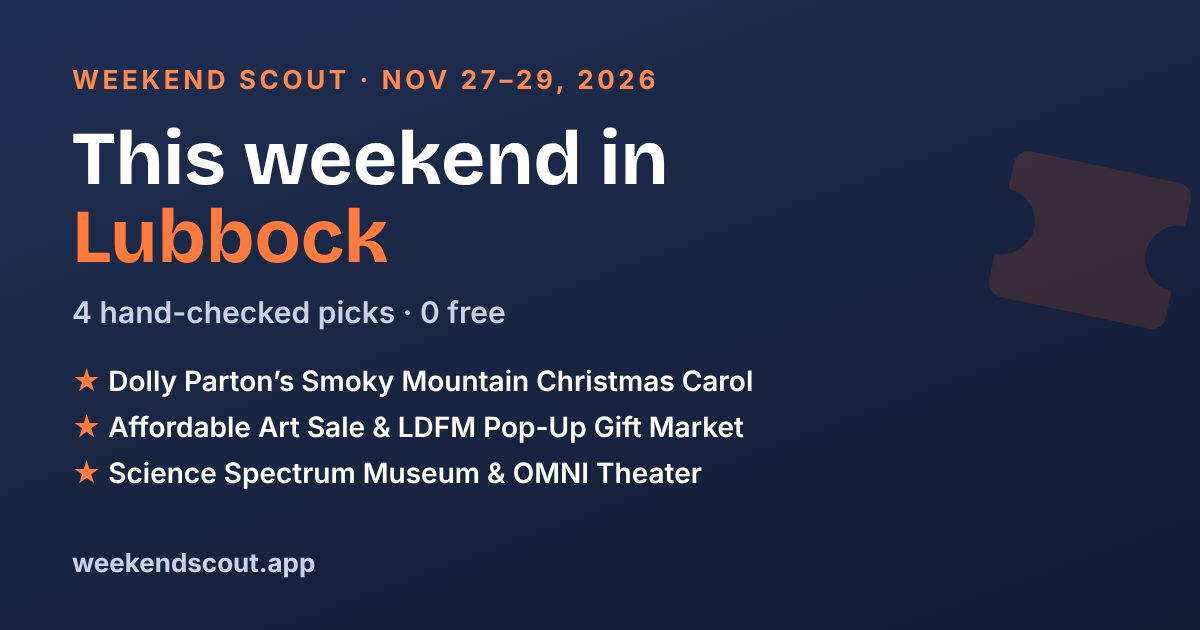 WEEKEND SCOUT · NOV 27–29, 2026
This weekend in
Lubbock
4 hand-checked picks · 0 free
★ Dolly Parton’s Smoky Mountain Christmas Carol
★ Affordable Art Sale & LDFM Pop-Up Gift Market
★ Science Spectrum Museum & OMNI Theater
weekendscout.app